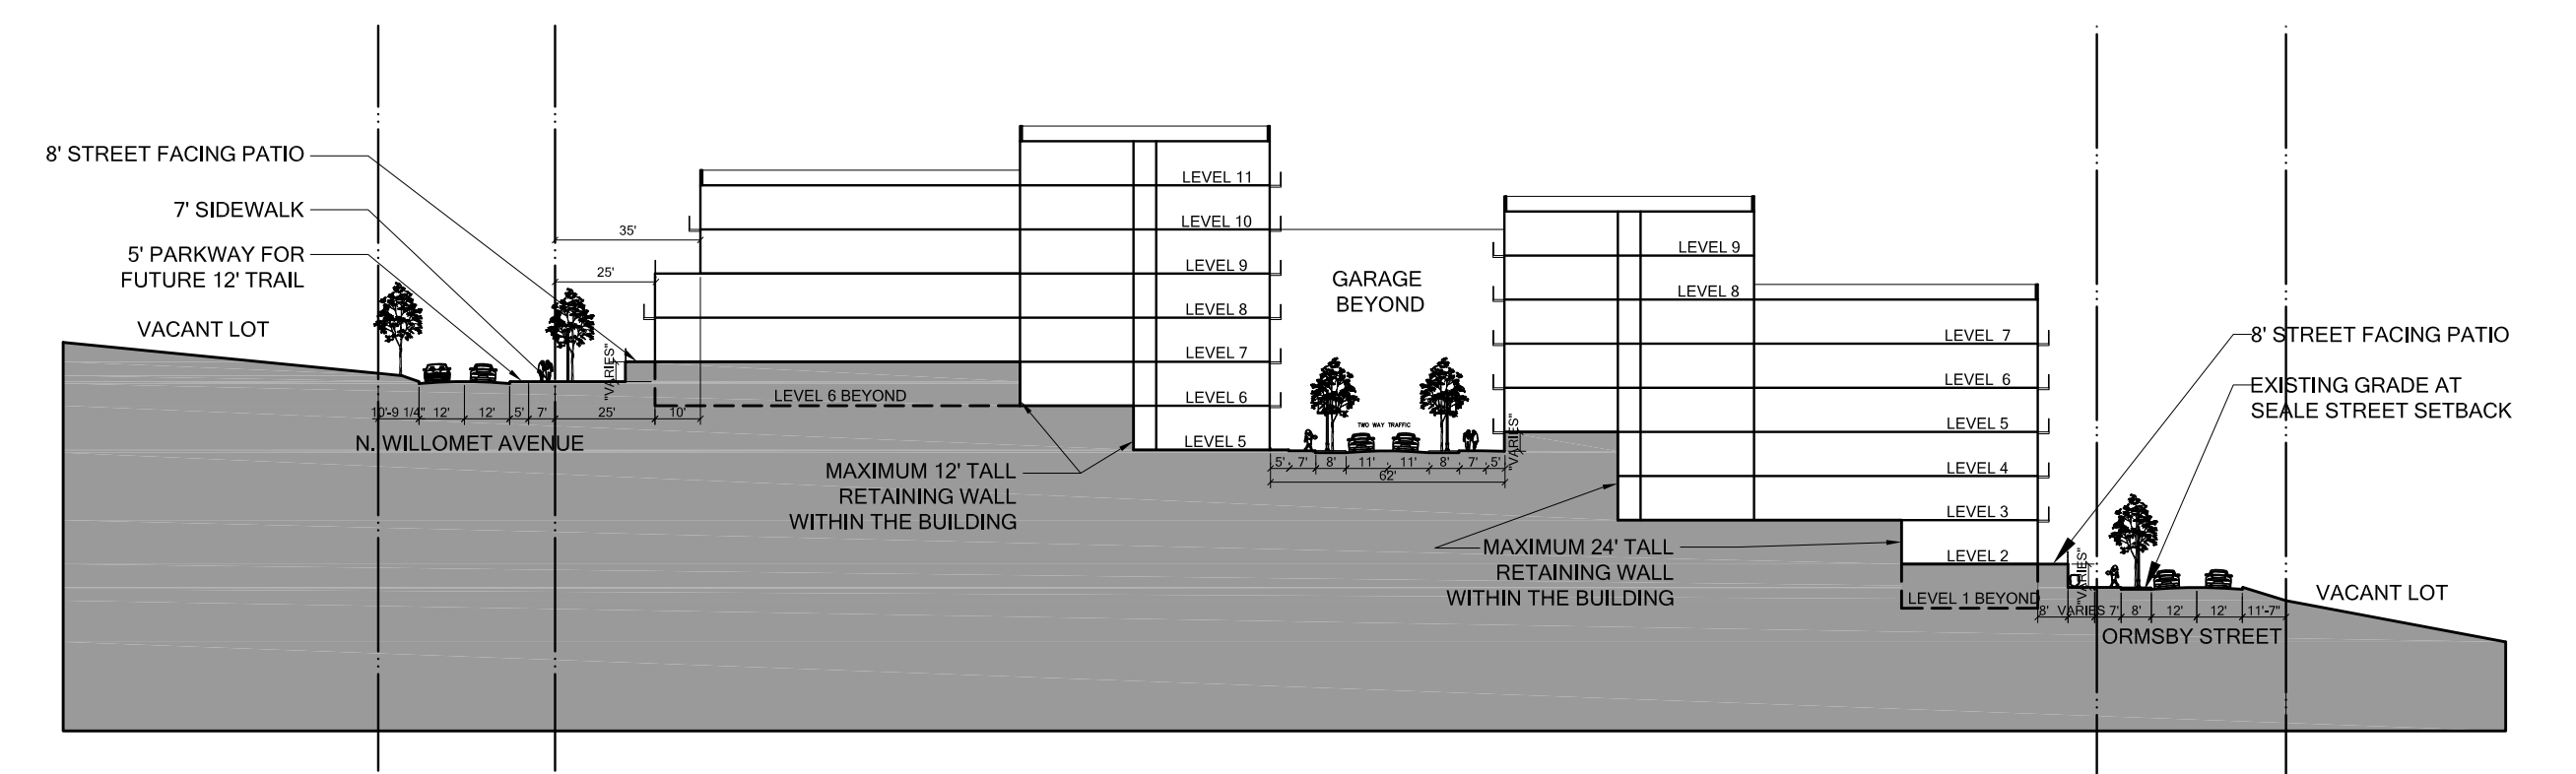 8' STREET FACING PATIO
7' SIDEWALK
5' PARKWAY FOR
FUTURE 12' TRAIL
VACANT LOT
35'
25'
"VARIES"
10'-9 1/4" 12' 12' 5' 7' 25' 10'
N. WILLOMET AVENUE
LEVEL 11
LEVEL 10
LEVEL 9
LEVEL 8
LEVEL 7
LEVEL 6
LEVEL 5
LEVEL 6 BEYOND
MAXIMUM 12' TALL
RETAINING WALL
WITHIN THE BUILDING
GARAGE
BEYOND
TWO WAY TRAFFIC
5' 7' 8' 11' 11' 8' 7' 5'
62'
"VARIES"
LEVEL 9
LEVEL 8
LEVEL 7
LEVEL 6
LEVEL 5
LEVEL 4
LEVEL 3
LEVEL 2
LEVEL 1 BEYOND
MAXIMUM 24' TALL
RETAINING WALL
WITHIN THE BUILDING
8' STREET FACING PATIO
EXISTING GRADE AT
SEALE STREET SETBACK
"VARIES"
8' VARIES 7' 8' 12' 12' 11'-7"
ORMSBY STREET
VACANT LOT